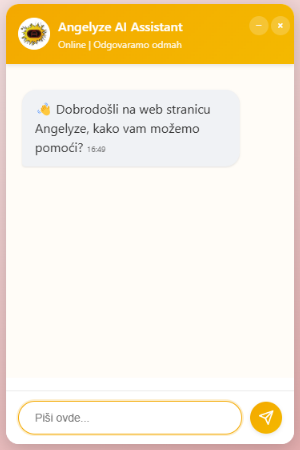 Angelyze AI Assistant
Online | Odgovaramo odmah
👋 Dobrodošli na web stranicu
Angelyze, kako vam možemo
pomoći? 16:49
Piši ovde...